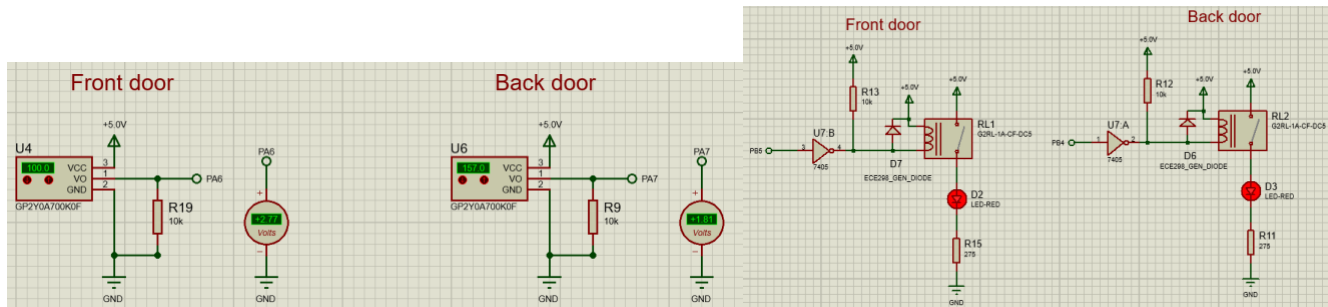 Front door
+5.0V
U4
100.0
VCC 3
VO 1
GND 2
GP2Y0A700K0F
PA6
R19
10k
GND
PA6
+
+2.77
Volts
−
GND
Back door
+5.0V
U6
157.0
VCC 3
VO 1
GND 2
GP2Y0A700K0F
PA7
R9
10k
GND
PA7
+
+1.81
Volts
−
GND
Front door
+5.0V
R13
10k
+5.0V
+5.0V
RL1
G2RL-1A-CF-DC5
U7:B
PB5
3
4
7405
D7
ECE298_GEN_DIODE
D2
LED-RED
R15
275
GND
Back door
+5.0V
R12
10k
+5.0V
+5.0V
RL2
G2RL-1A-CF-DC5
U7:A
PB4
1
2
7405
D6
ECE298_GEN_DIODE
D3
LED-RED
R11
275
GND